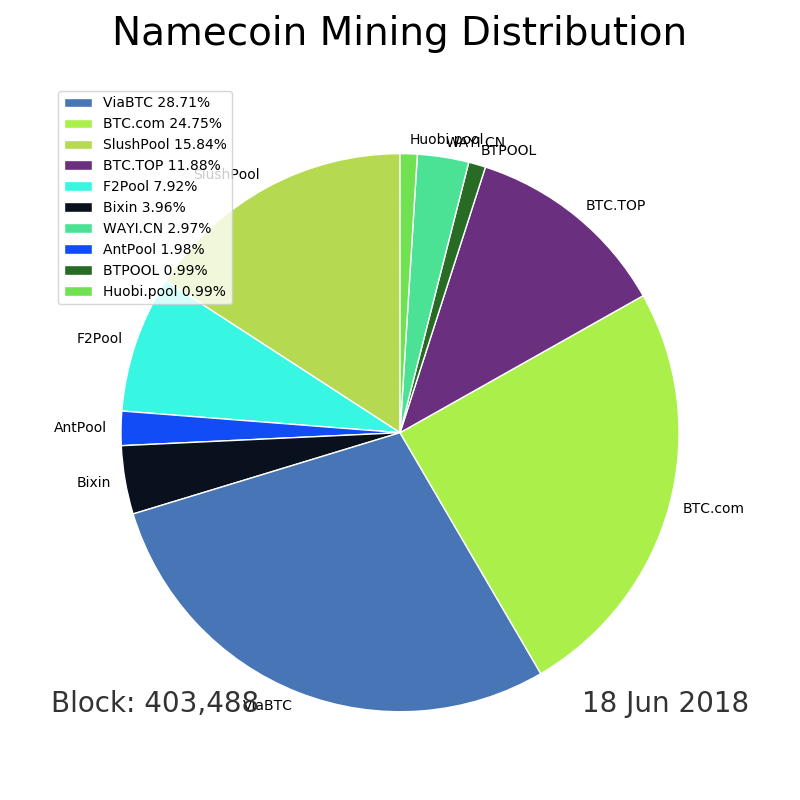 Namecoin Mining Distribution
ViaBTC 28.71%
BTC.com 24.75%
SlushPool 15.84%
BTC.TOP 11.88%
F2Pool 7.92%
Bixin 3.96%
WAYI.CN 2.97%
AntPool 1.98%
BTPOOL 0.99%
Huobi.pool 0.99%
Huobi.pool
WAYI.CN
BTPOOL
SlushPool
BTC.TOP
F2Pool
AntPool
Bixin
BTC.com
ViaBTC
Block: 403,488
18 Jun 2018